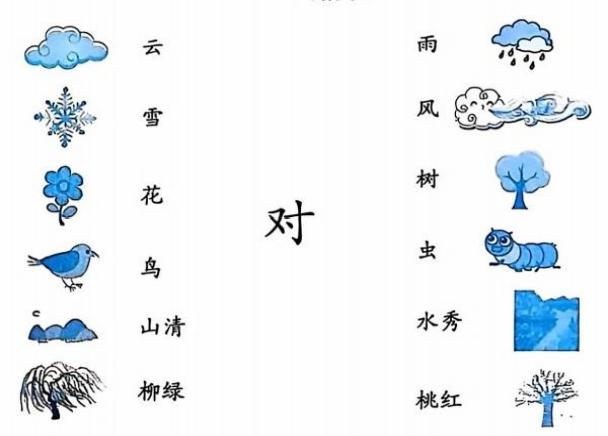 云 雨
雪 风
花 树
对
鸟 虫
山清 水秀
柳绿 桃红